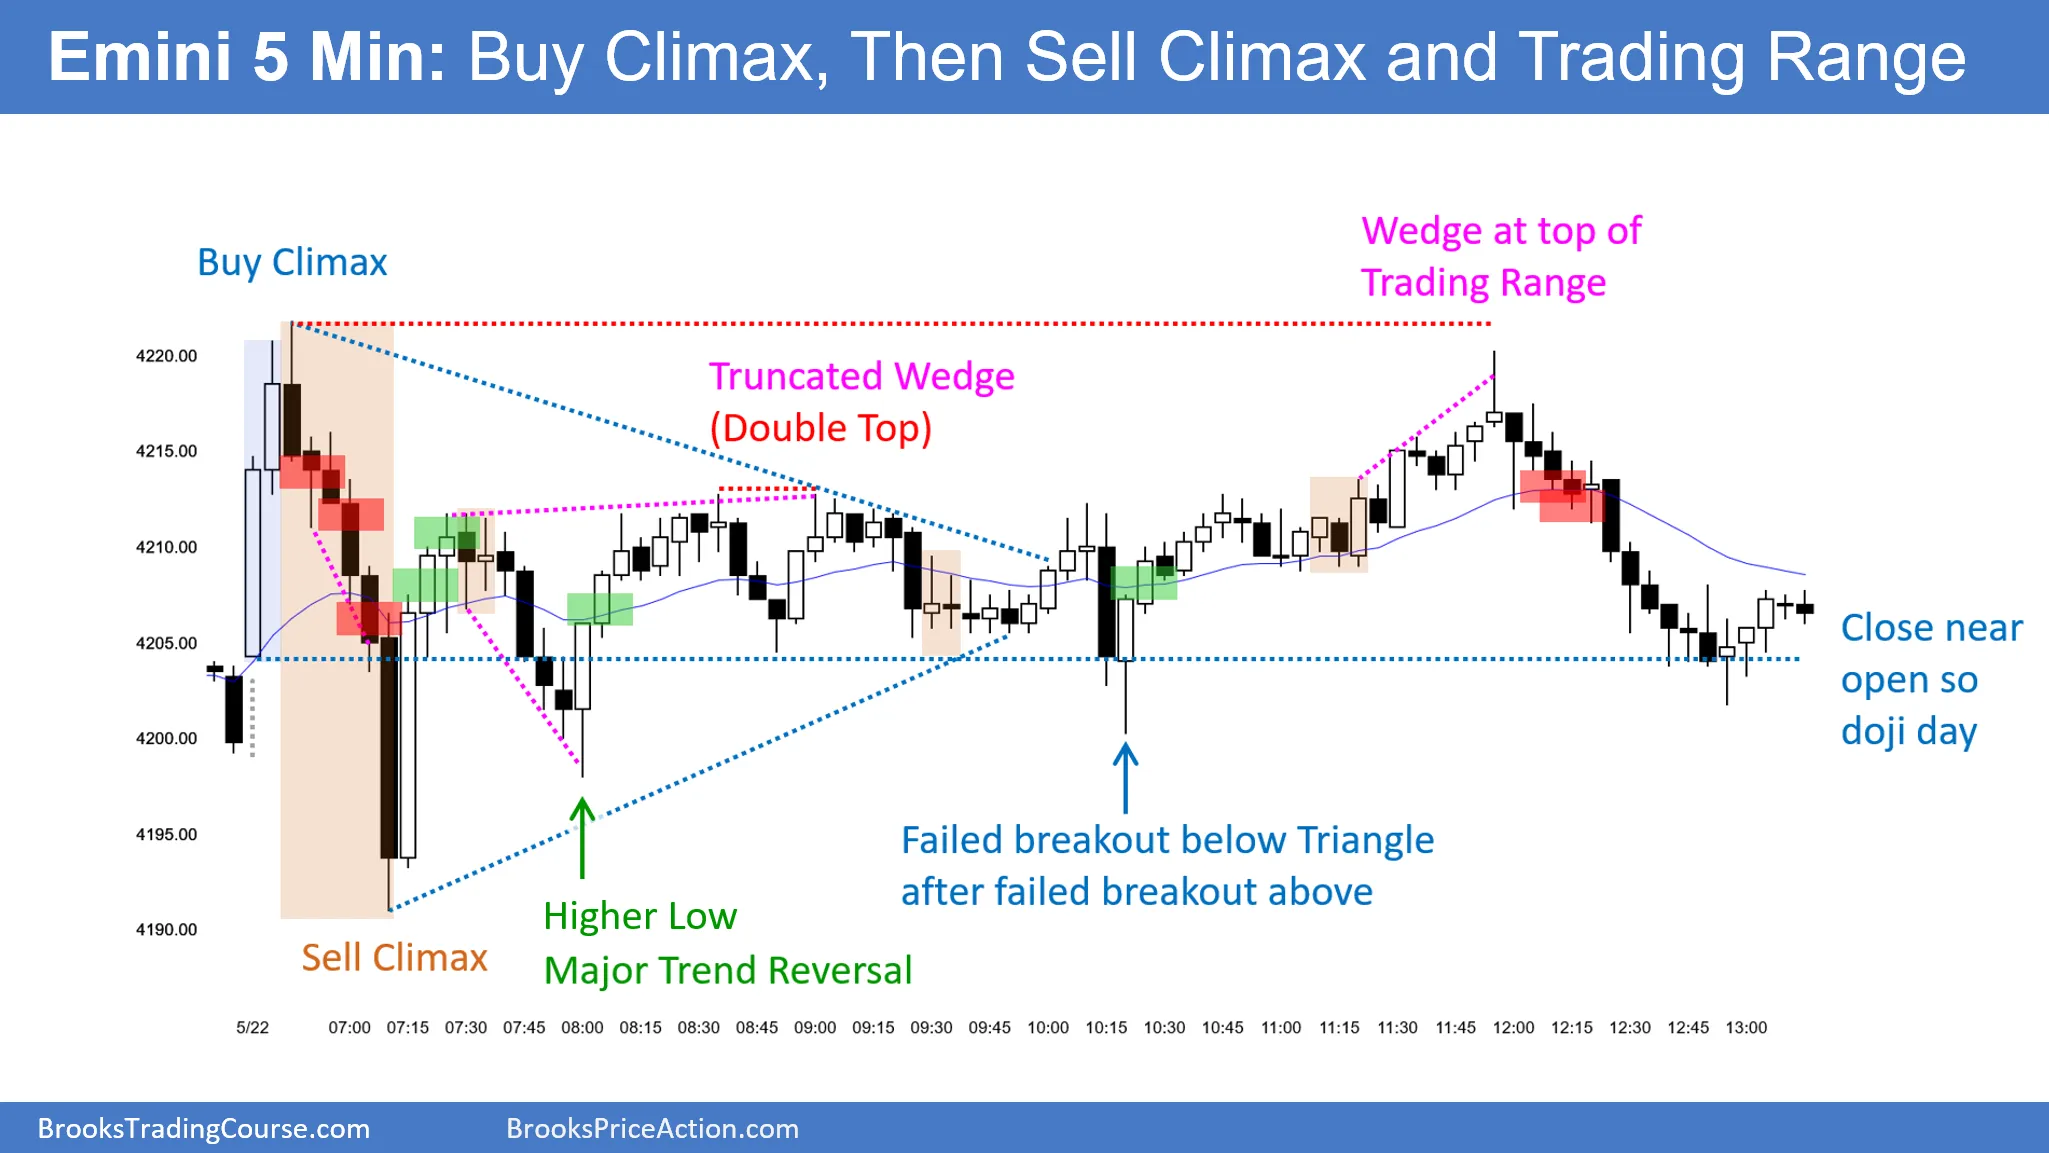 Emini 5 Min: Buy Climax, Then Sell Climax and Trading Range
Wedge at top of
Trading Range
Buy Climax
Truncated Wedge
(Double Top)
4220.00
4215.00
4210.00
4205.00
4200.00
4195.00
4190.00
Close near
open so
doji day
Failed breakout below Triangle
after failed breakout above
Higher Low
Major Trend Reversal
Sell Climax
5/22 07:00 07:15 07:30 07:45 08:00 08:15 08:30 08:45 09:00 09:15 09:30 09:45 10:00 10:15 10:30 10:45 11:00 11:15 11:30 11:45 12:00 12:15 12:30 12:45 13:00
BrooksTradingCourse.com BrooksPriceAction.com